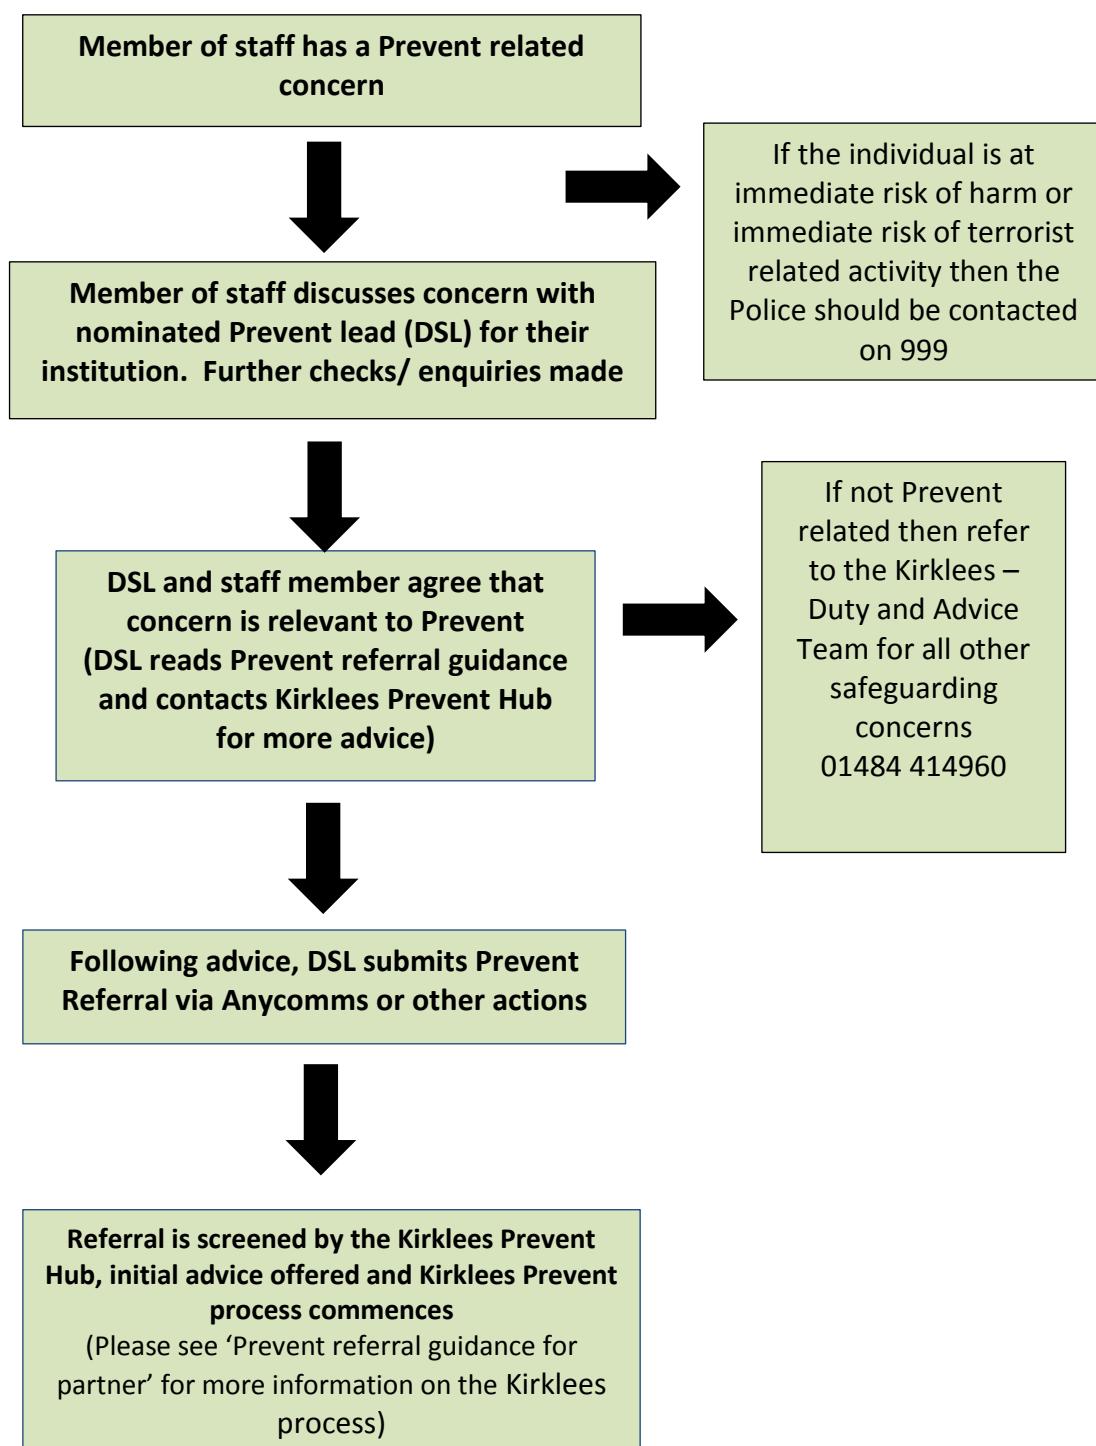 Member of staff has a Prevent related
concern
If the individual is at
immediate risk of harm or
immediate risk of terrorist
related activity then the
Police should be contacted
on 999
Member of staff discusses concern with
nominated Prevent lead (DSL) for their
institution.  Further checks/ enquiries made
DSL and staff member agree that
concern is relevant to Prevent
(DSL reads Prevent referral guidance
and contacts Kirklees Prevent Hub
for more advice)
If not Prevent
related then refer
to the Kirklees –
Duty and Advice
Team for all other
safeguarding
concerns
01484 414960
Following advice, DSL submits Prevent
Referral via Anycomms or other actions
Referral is screened by the Kirklees Prevent
Hub, initial advice offered and Kirklees Prevent
process commences
(Please see ‘Prevent referral guidance for
partner’ for more information on the Kirklees
process)